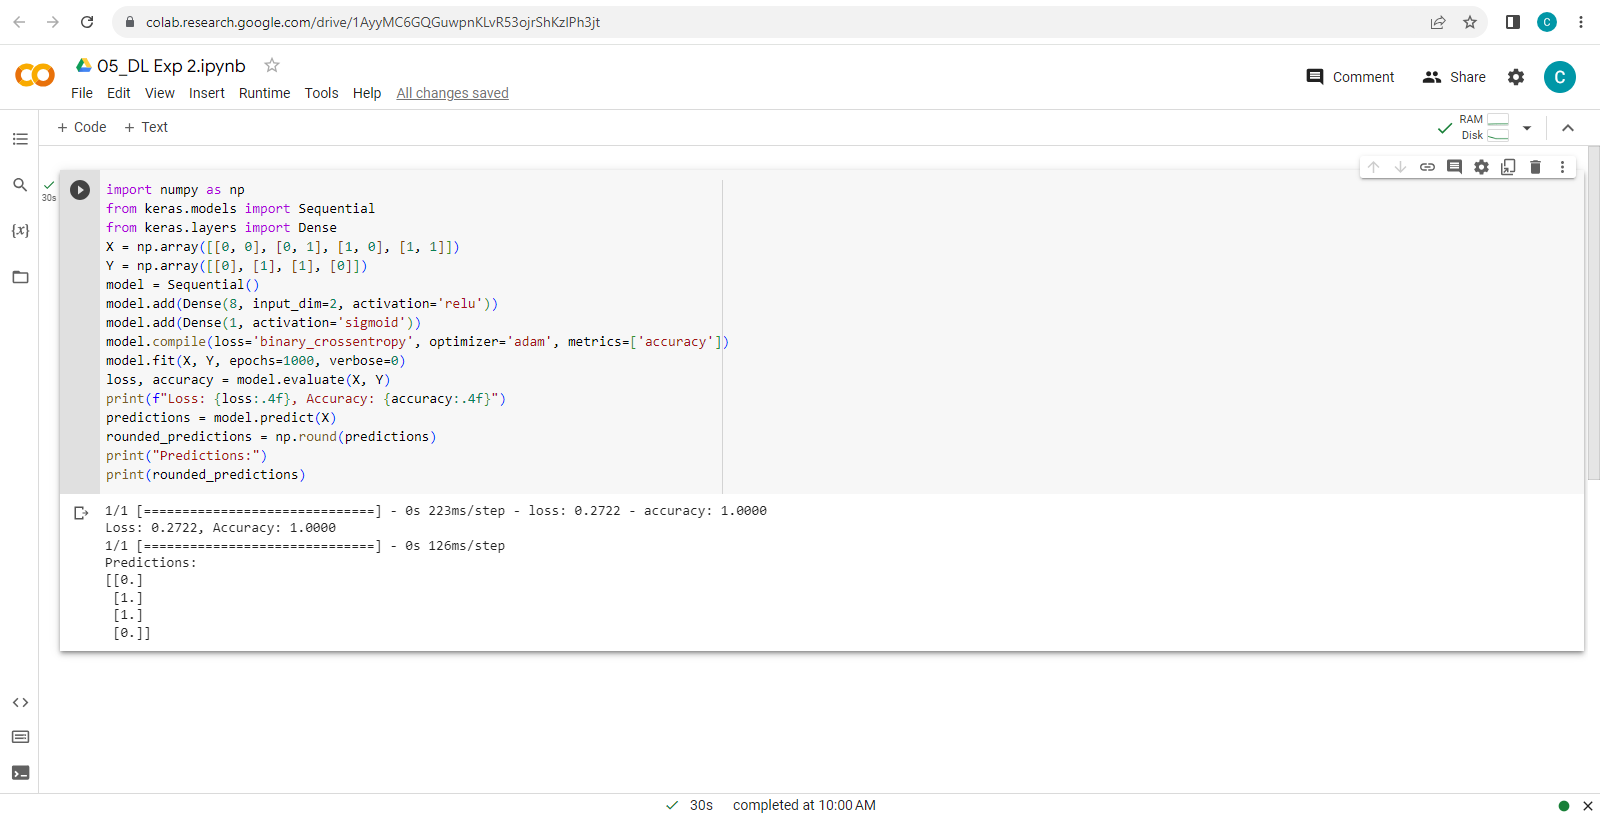 colab.research.google.com/drive/1AyyMC6GQGuwpnKLvR53ojrShKzlPh3jt
C
05_DL Exp 2.ipynb
Comment
Share
C
File Edit View Insert Runtime Tools Help All changes saved
+ Code + Text
RAM
Disk
30s
{x}
import numpy as np
from keras.models import Sequential
from keras.layers import Dense
X = np.array([[0, 0], [0, 1], [1, 0], [1, 1]])
Y = np.array([[0], [1], [1], [0]])
model = Sequential()
model.add(Dense(8, input_dim=2, activation='relu'))
model.add(Dense(1, activation='sigmoid'))
model.compile(loss='binary_crossentropy', optimizer='adam', metrics=['accuracy'])
model.fit(X, Y, epochs=1000, verbose=0)
loss, accuracy = model.evaluate(X, Y)
print(f"Loss: {loss:.4f}, Accuracy: {accuracy:.4f}")
predictions = model.predict(X)
rounded_predictions = np.round(predictions)
print("Predictions:")
print(rounded_predictions)
1/1 [==============================] - 0s 223ms/step - loss: 0.2722 - accuracy: 1.0000
Loss: 0.2722, Accuracy: 1.0000
1/1 [==============================] - 0s 126ms/step
Predictions:
[[0.]
[1.]
[1.]
[0.]]
30s completed at 10:00 AM